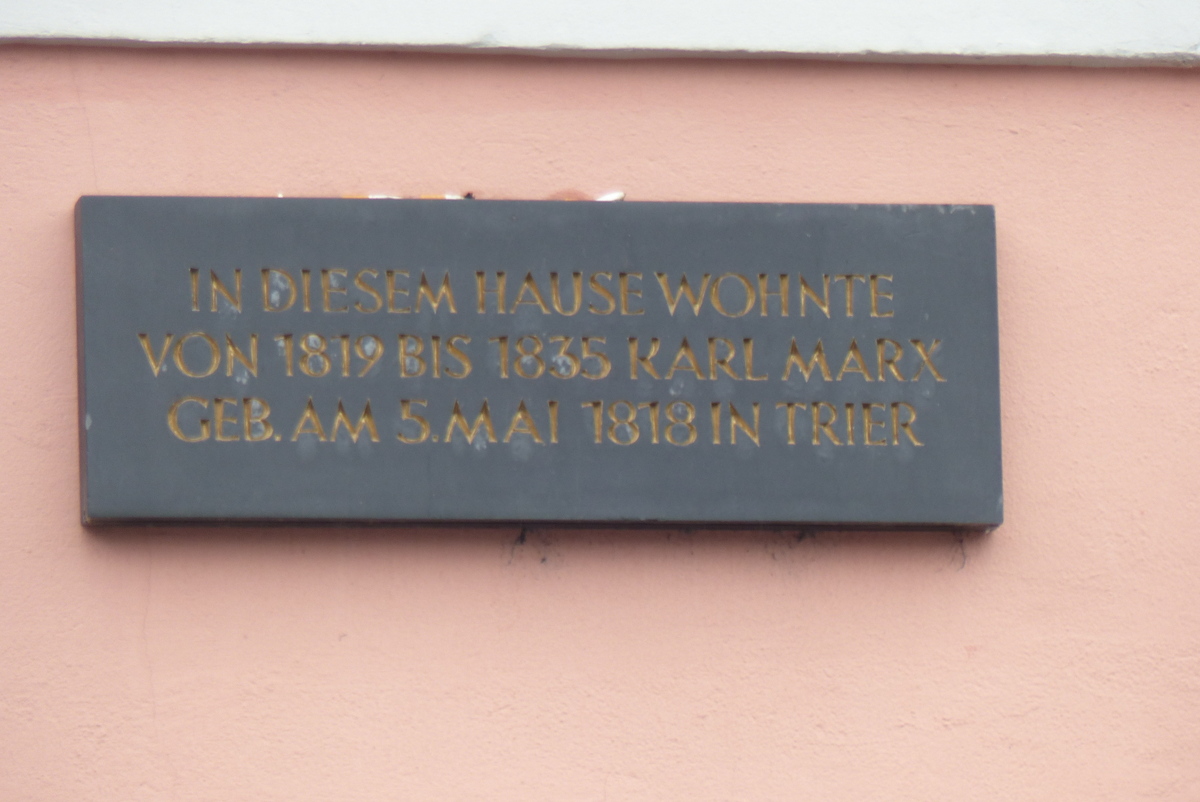 IN DIESEM HAUSE WOHNTE
VON 1819 BIS 1835 KARL MARX
GEB. AM 5. MAI 1818 IN TRIER